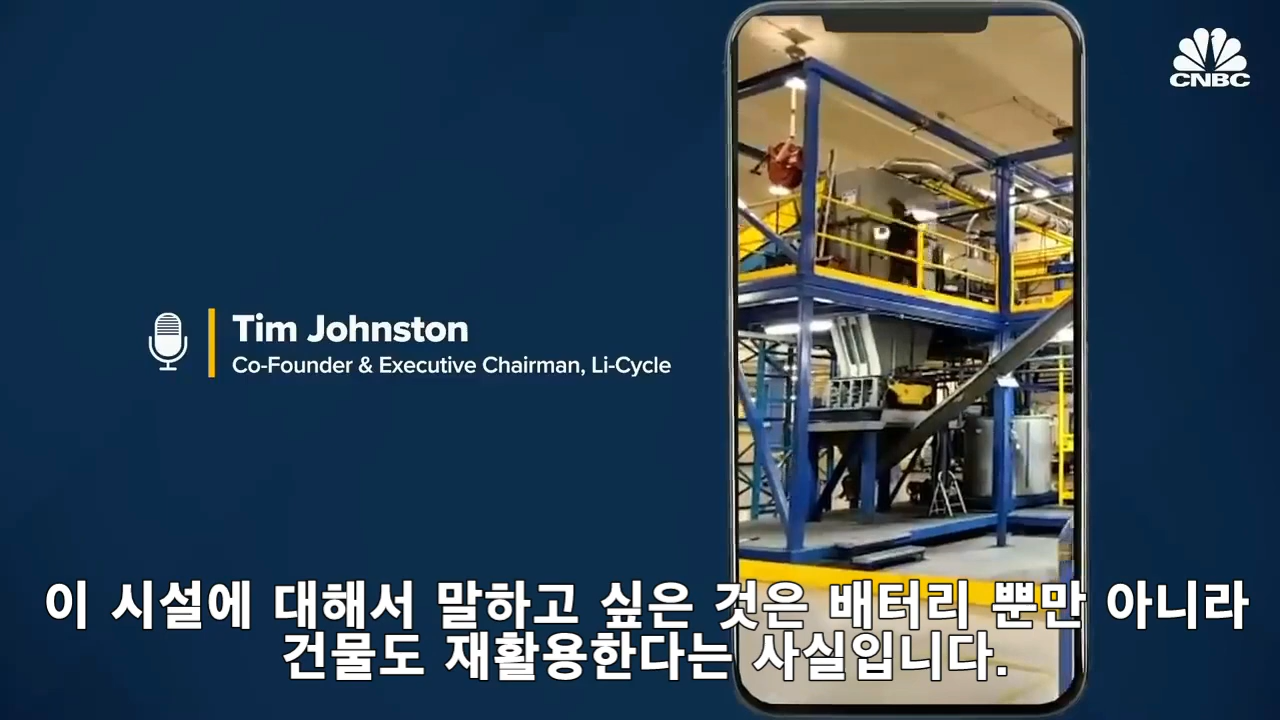 CNBC
Tim Johnston
Co-Founder & Executive Chairman, Li-Cycle
이 시설에 대해서 말하고 싶은 것은 배터리 뿐만 아니라
건물도 재활용한다는 사실입니다.